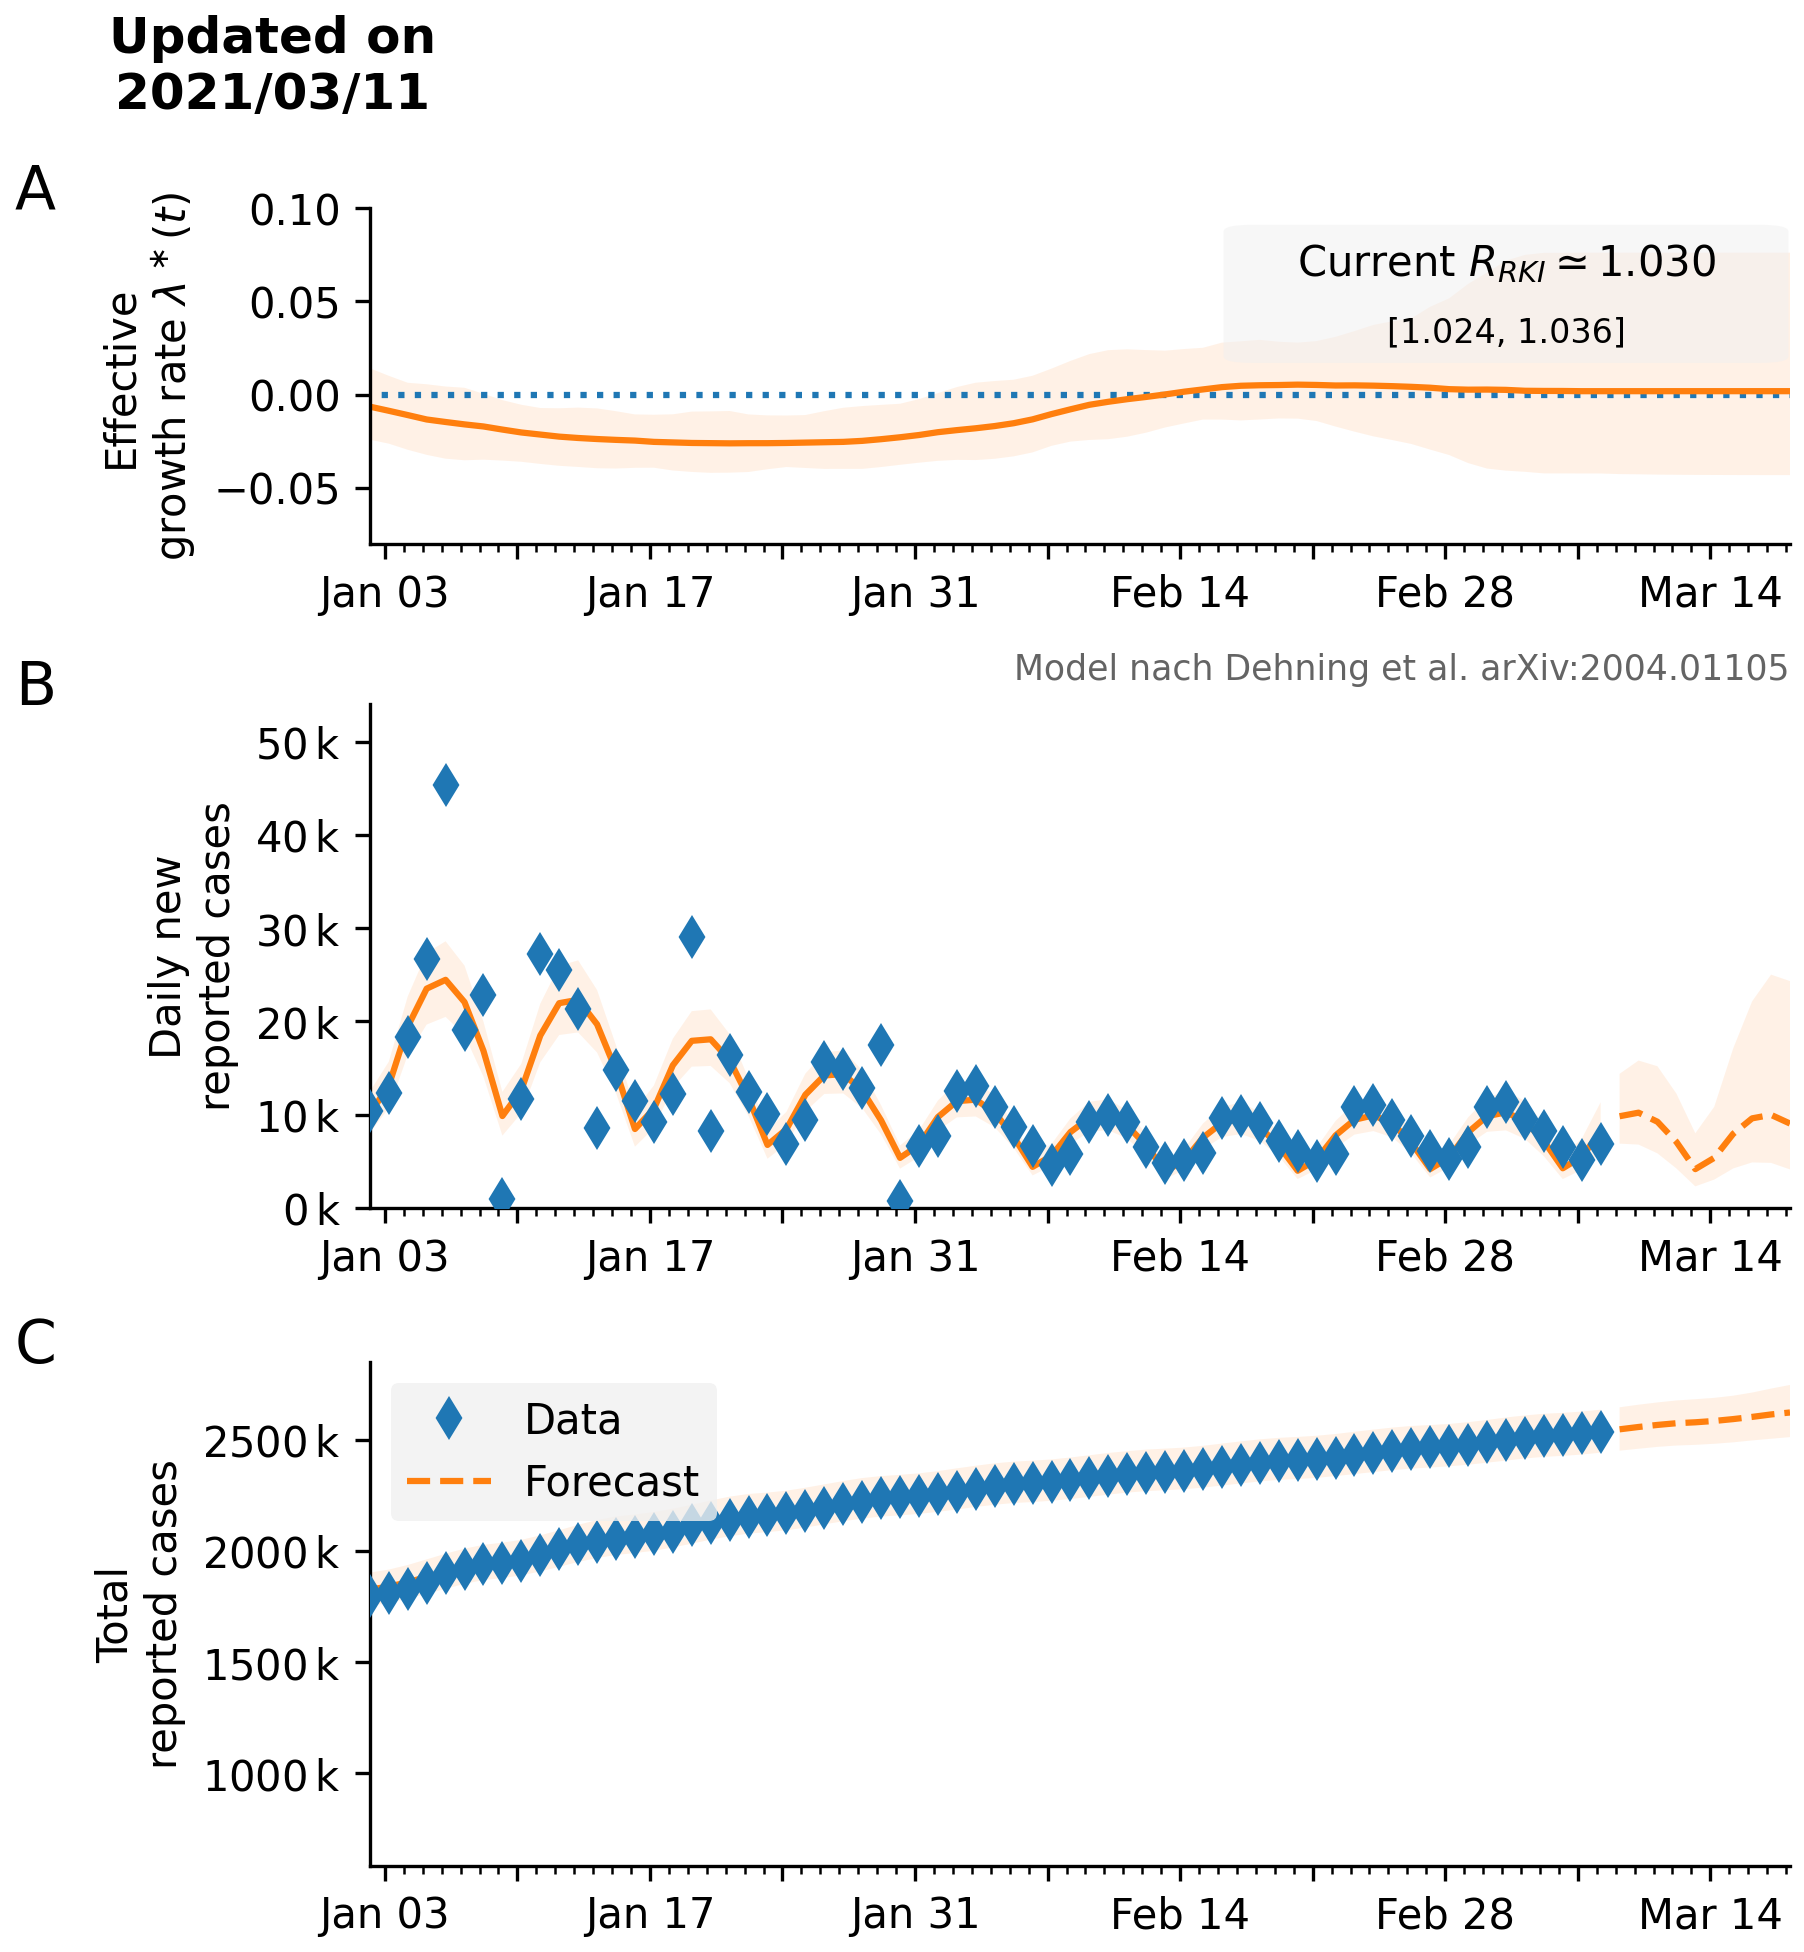 Updated on
2021/03/11
A
Effective
growth rate λ * (t)
0.10
0.05
0.00
−0.05
Current R_RKI ≃ 1.030
[1.024, 1.036]
Jan 03 Jan 17 Jan 31 Feb 14 Feb 28 Mar 14
Model nach Dehning et al. arXiv:2004.01105
B
Daily new
reported cases
50 k
40 k
30 k
20 k
10 k
0 k
Jan 03 Jan 17 Jan 31 Feb 14 Feb 28 Mar 14
C
Total
reported cases
2500 k
2000 k
1500 k
1000 k
Data
Forecast
Jan 03 Jan 17 Jan 31 Feb 14 Feb 28 Mar 14